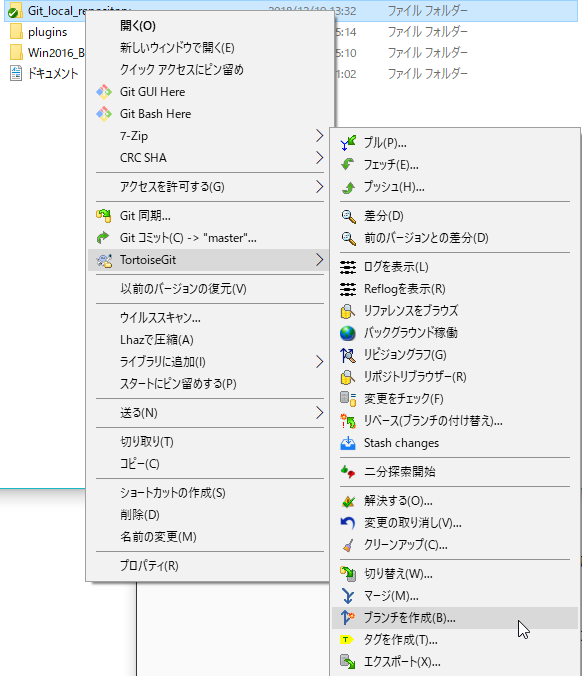 Git_local_repository 2018/12/19 13:32 ファイル フォルダー
plugins 5:14 ファイル フォルダー
Win2016_B 5:10 ファイル フォルダー
ドキュメント 1:02 ファイル フォルダー
開く(O)
新しいウィンドウで開く(E)
クイック アクセスにピン留め
Git GUI Here
Git Bash Here
7-Zip
CRC SHA
アクセスを許可する(G)
Git 同期...
Git コミット(C) -> "master"...
TortoiseGit
以前のバージョンの復元(V)
ウイルススキャン...
Lhazで圧縮(A)
ライブラリに追加(I)
スタートにピン留めする(P)
送る(N)
切り取り(T)
コピー(C)
ショートカットの作成(S)
削除(D)
名前の変更(M)
プロパティ(R)
プル(P)...
フェッチ(E)...
プッシュ(H)...
差分(D)
前のバージョンとの差分(D)
ログを表示(L)
Reflogを表示(R)
リファレンスをブラウズ
バックグラウンド稼働
リビジョングラフ(G)
リポジトリブラウザー(R)
変更をチェック(F)
リベース(ブランチの付け替え)...
Stash changes
二分探索開始
解決する(O)...
変更の取り消し(V)...
クリーンアップ(C)...
切り替え(W)...
マージ(M)...
ブランチを作成(B)...
タグを作成(T)...
エクスポート(X)...